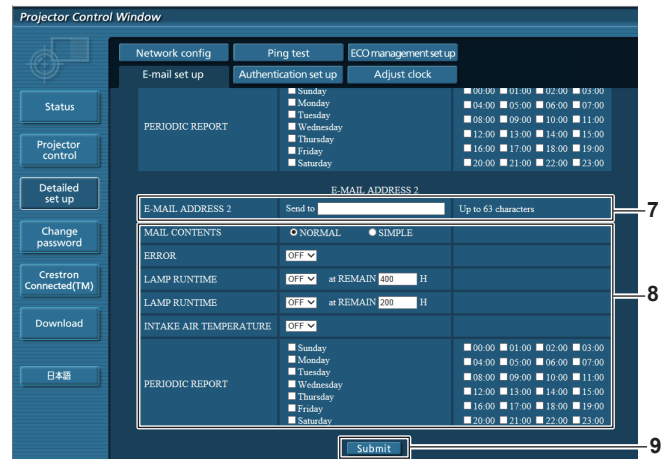 Projector Control Window
Network config Ping test ECO management set up
E-mail set up Authentication set up Adjust clock
Status
Projector control
Detailed set up
Change password
Crestron Connected(TM)
Download
日本語
PERIODIC REPORT
Sunday
Monday
Tuesday
Wednesday
Thursday
Friday
Saturday
00:00 01:00 02:00 03:00
04:00 05:00 06:00 07:00
08:00 09:00 10:00 11:00
12:00 13:00 14:00 15:00
16:00 17:00 18:00 19:00
20:00 21:00 22:00 23:00
E-MAIL ADDRESS 2
E-MAIL ADDRESS 2 Send to Up to 63 characters
7
MAIL CONTENTS NORMAL SIMPLE
ERROR OFF
LAMP RUNTIME OFF at REMAIN 400 H
8
LAMP RUNTIME OFF at REMAIN 200 H
INTAKE AIR TEMPERATURE OFF
PERIODIC REPORT
Sunday
Monday
Tuesday
Wednesday
Thursday
Friday
Saturday
00:00 01:00 02:00 03:00
04:00 05:00 06:00 07:00
08:00 09:00 10:00 11:00
12:00 13:00 14:00 15:00
16:00 17:00 18:00 19:00
20:00 21:00 22:00 23:00
Submit
9